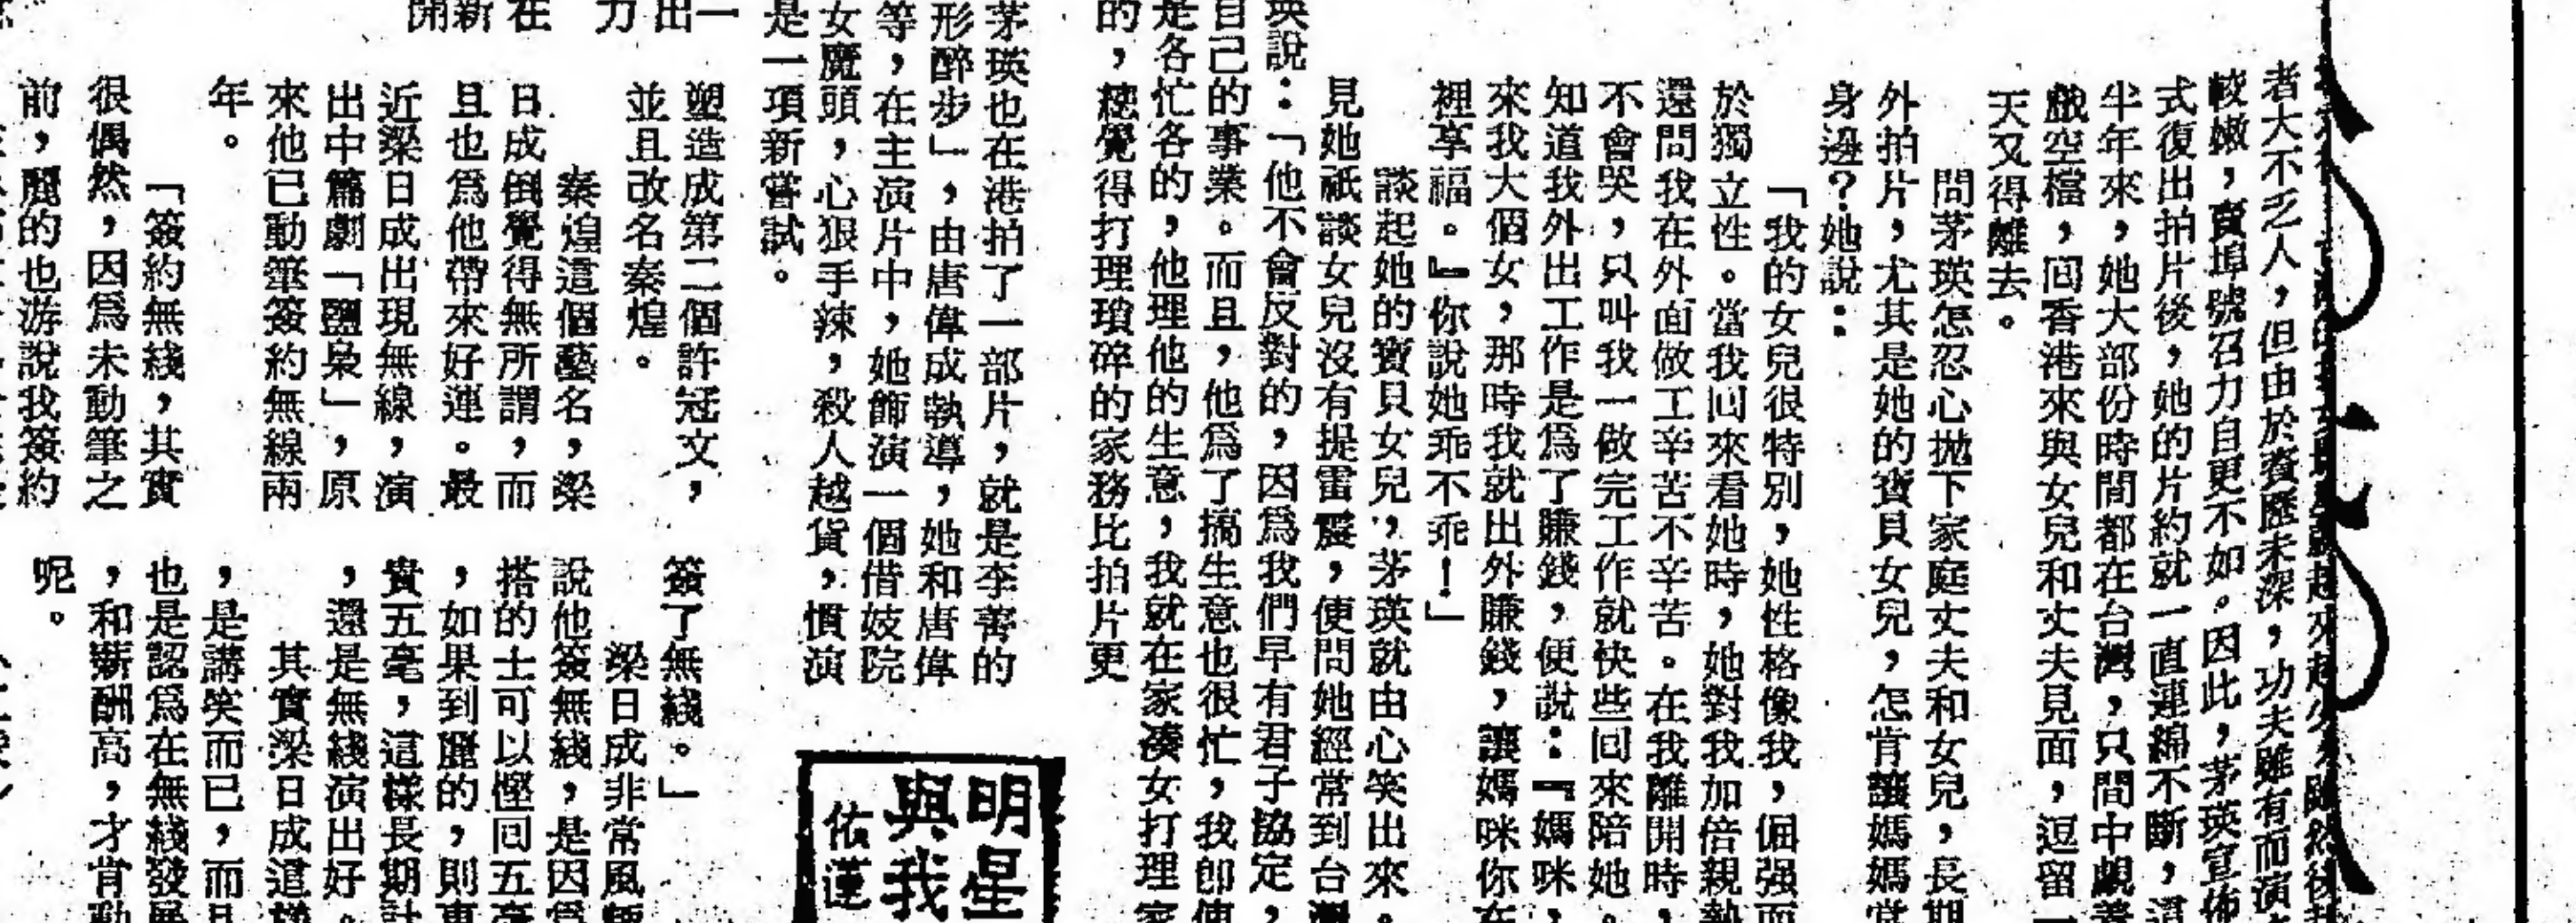 者大不乏人，但由於資歷未深，功夫雖有而演
較嫩，賣埠號召力自更不如。因此，茅瑛宣佈
式復出拍片後，她的片約就一直連綿不斷，這
半年來，她大部份時間都在台灣，只間中覷着
戲空檔，回香港來與女兒和丈夫見面，逗留一
天又得離去。
問茅瑛怎忍心拋下家庭丈夫和女兒，長期
外拍片，尤其是她的寶貝女兒，怎肯讓媽媽常
身邊？她說：
「我的女兒很特別，她性格像我，倔强而
於獨立性。當我回來看她時，她對我加倍親熱
還問我在外面做工辛苦不辛苦。在我離開時，
不會哭，只叫我一做完工作就快些回來陪她。
知道我外出工作是爲了賺錢，便說：『媽咪，
來我大個女，那時我就出外賺錢，讓媽咪你在
裡享福。』你說她乖不乖！」
談起她的寶貝女兒，茅瑛就由心笑出來。
見她祇談女兒沒有提雷震，便問她經常到台灣
瑛說：「他不會反對的，因爲我們早有君子協定，
自己的事業。而且，他爲了搞生意也很忙，我卽使
是各忙各的，他理他的生意，我就在家湊女打理家
的，總覺得打理瑣碎的家務比拍片更
茅瑛也在港拍了一部片，就是李菁的
形醉步」，由唐偉成執導，她和唐偉
等，在主演片中，她飾演一個借妓院
女魔頭，心狠手辣，殺人越貨，慣演
是一項新嘗試。
明星
與我
依蓮
一
出
力
在
新
開
塑造成第二個許冠文，
並且改名秦煌。
秦煌這個藝名，梁
日成倒覺得無所謂，而
且也爲他帶來好運。最
近梁日成出現無線，演
出中篇劇「鹽梟」，原
來他已動筆簽約無線兩
年。
「簽約無綫，其實
很偶然，因爲未動筆之
前，麗的也游說我簽約
簽了無綫。」
梁日成非常風
說他簽無綫，是因爲
搭的士可以慳回五毫
，如果到麗的，則車
貴五毫，這樣長期計
，還是無綫演出好。
其實梁日成這樣
，是講笑而已，而且
也是認爲在無綫發展
，和薪酬高，才肯動
呢。